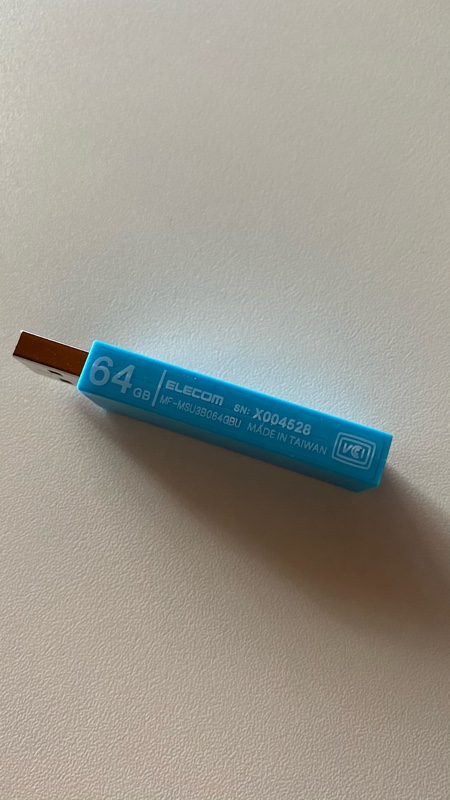 64GB
ELECOM SN: X004528
MF-MSU3B064GBU MADE IN TAIWAN
VCI